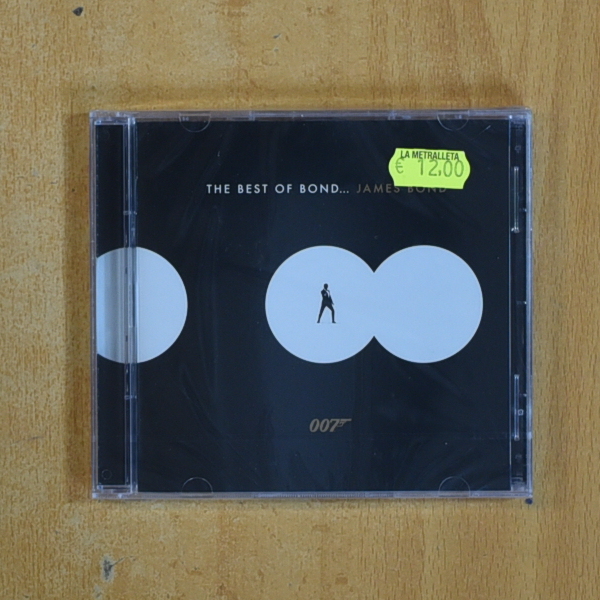 LA METRALLETA
€ 12,00
THE BEST OF BOND... JAMES BOND
007